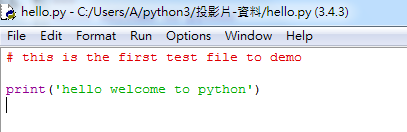 hello.py - C:/Users/A/python3/投影片-資料/hello.py (3.4.3)
File Edit Format Run Options Window Help
# this is the first test file to demo
print('hello welcome to python')